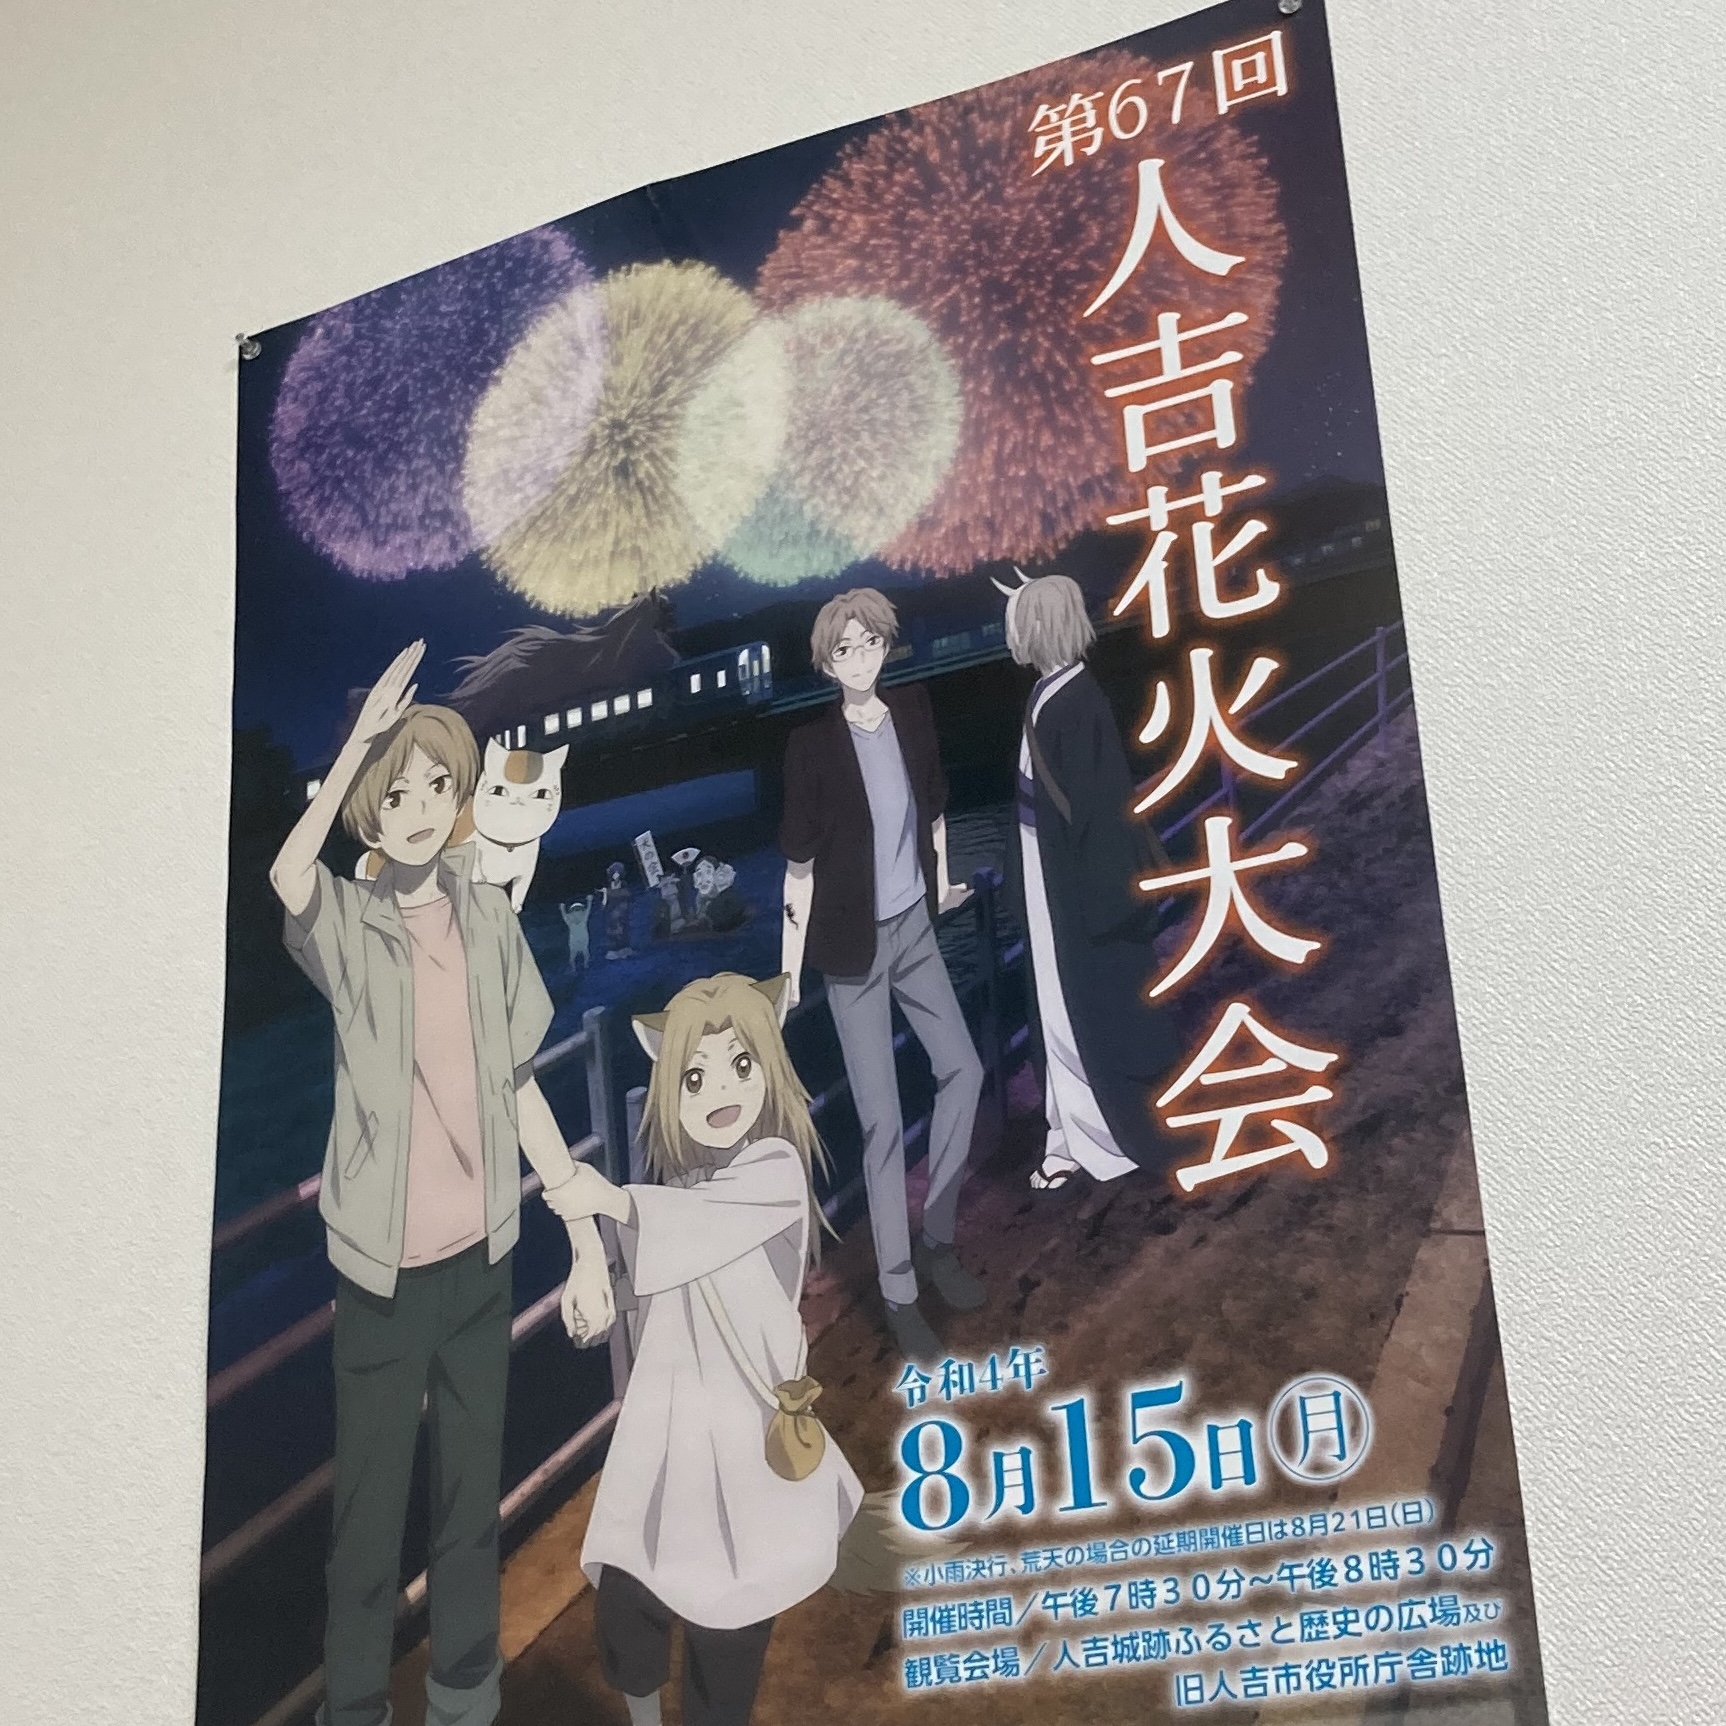 第67回
人吉花火大会
令和4年
8月15日㊊
※小雨決行、荒天の場合の延期開催日は8月21日(日)
開催時間／午後7時30分～午後8時30分
観覧会場／人吉城跡ふるさと歴史の広場及び
旧人吉市役所庁舎跡地